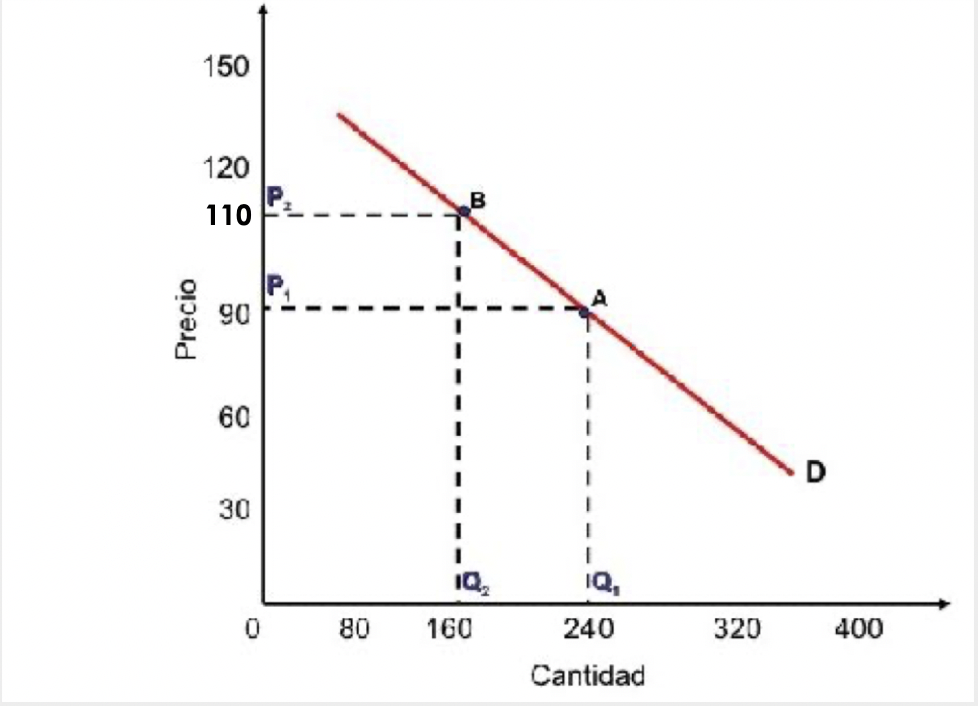 150
120
P₂
B
110
P₁
A
90
Precio
60
D
30
Q₂
Q₁
0 80 160 240 320 400
Cantidad